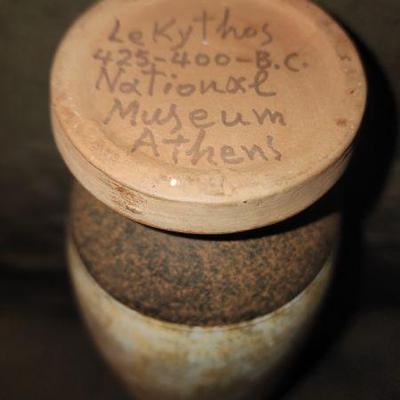 Lekythos
425-400-B.C.
National
Museum
Athens